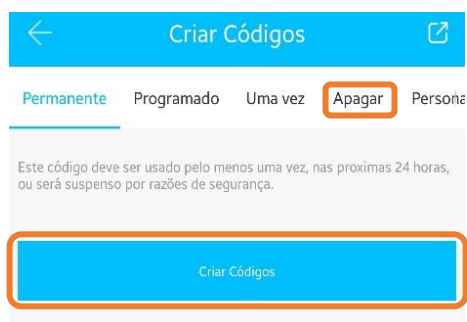 Criar Códigos
Permanente Programado Uma vez Apagar Persona
Este código deve ser usado pelo menos uma vez, nas proximas 24 horas,
ou será suspenso por razões de segurança.
Criar Códigos